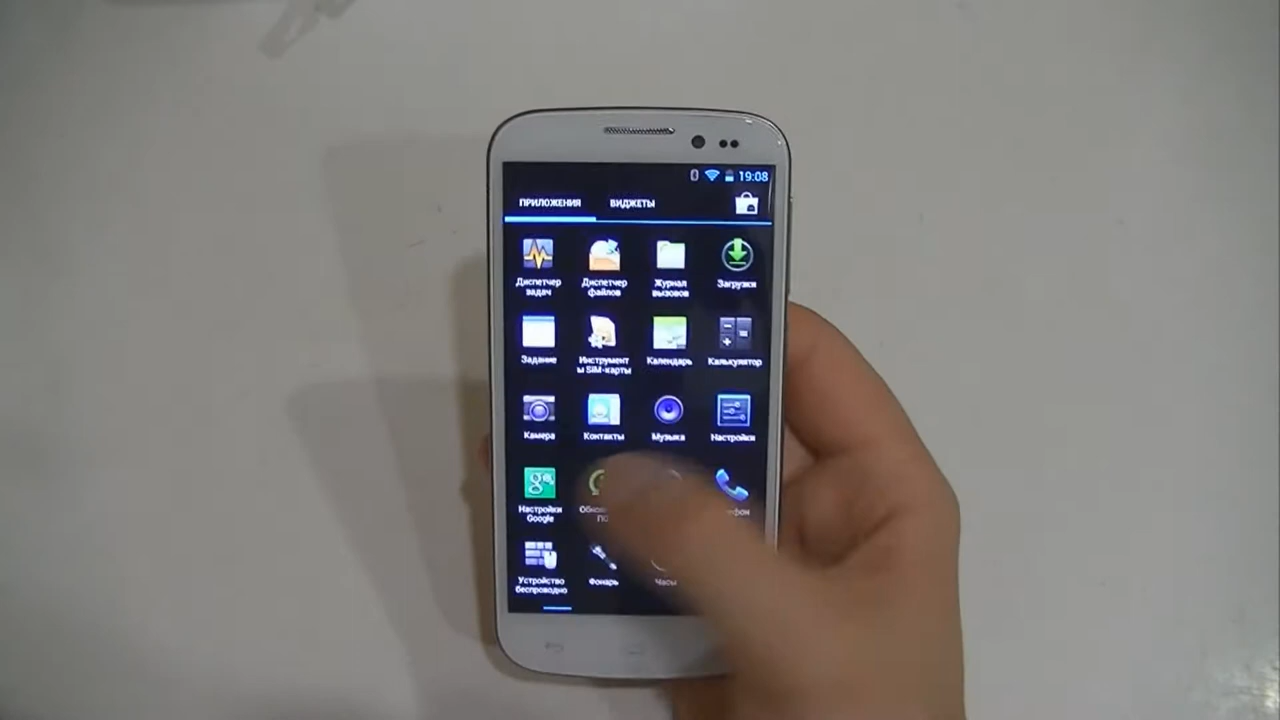 19:08
ПРИЛОЖЕНИЯ ВИДЖЕТЫ
Диспетчер Диспетчер Журнал Загрузки
задач файлов вызовов
Задание Инструмент Календарь Калькулятор
ы SIM-карты
Камера Контакты Музыка Настройки
Настройки
Google
Устройство Фонарь Часы
беспроводно